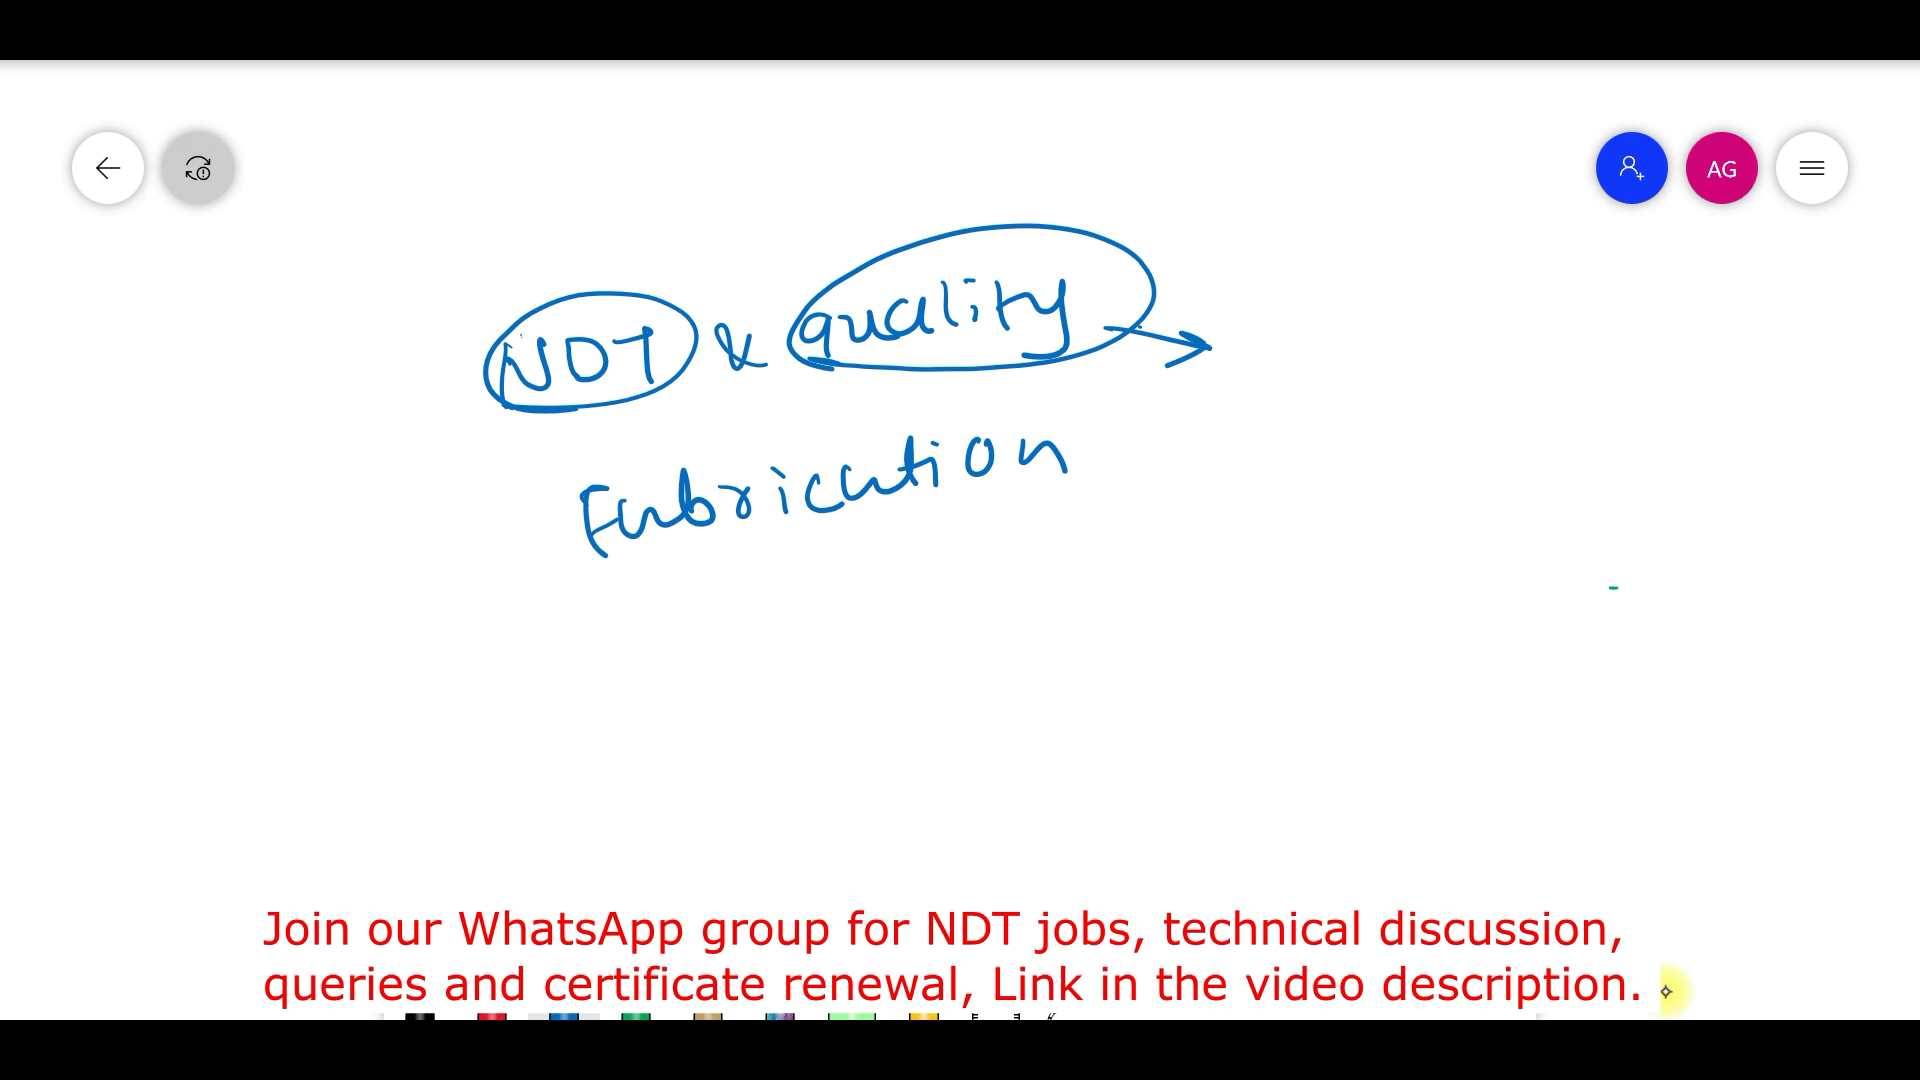 AG
NDT & quality
Fabrication
Join our WhatsApp group for NDT jobs, technical discussion,
queries and certificate renewal, Link in the video description.